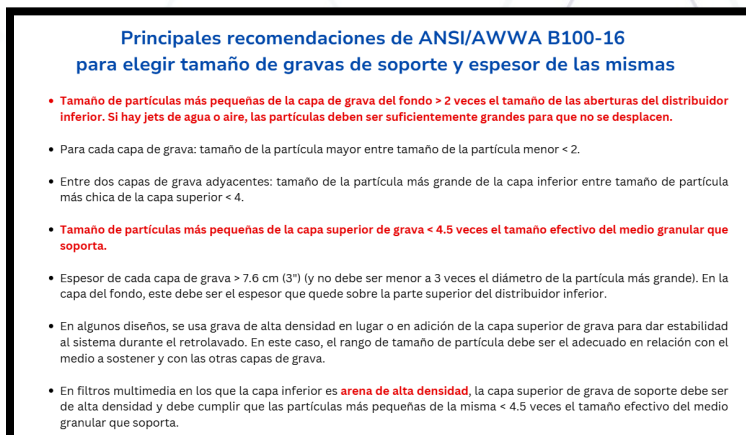 Principales recomendaciones de ANSI/AWWA B100-16
para elegir tamaño de gravas de soporte y espesor de las mismas
• Tamaño de partículas más pequeñas de la capa de grava del fondo > 2 veces el tamaño de las aberturas del distribuidor
inferior. Si hay jets de agua o aire, las partículas deben ser suficientemente grandes para que no se desplacen.
• Para cada capa de grava: tamaño de la partícula mayor entre tamaño de la partícula menor < 2.
• Entre dos capas de grava adyacentes: tamaño de la partícula más grande de la capa inferior entre tamaño de partícula
más chica de la capa superior < 4.
• Tamaño de partículas más pequeñas de la capa superior de grava < 4.5 veces el tamaño efectivo del medio granular que
soporta.
• Espesor de cada capa de grava > 7.6 cm (3") (y no debe ser menor a 3 veces el diámetro de la partícula más grande). En la
capa del fondo, este debe ser el espesor que quede sobre la parte superior del distribuidor inferior.
• En algunos diseños, se usa grava de alta densidad en lugar o en adición de la capa superior de grava para dar estabilidad
al sistema durante el retrolavado. En este caso, el rango de tamaño de partícula debe ser el adecuado en relación con el
medio a sostener y con las otras capas de grava.
• En filtros multimedia en los que la capa inferior es arena de alta densidad, la capa superior de grava de soporte debe ser
de alta densidad y debe cumplir que las partículas más pequeñas de la misma < 4.5 veces el tamaño efectivo del medio
granular que soporta.